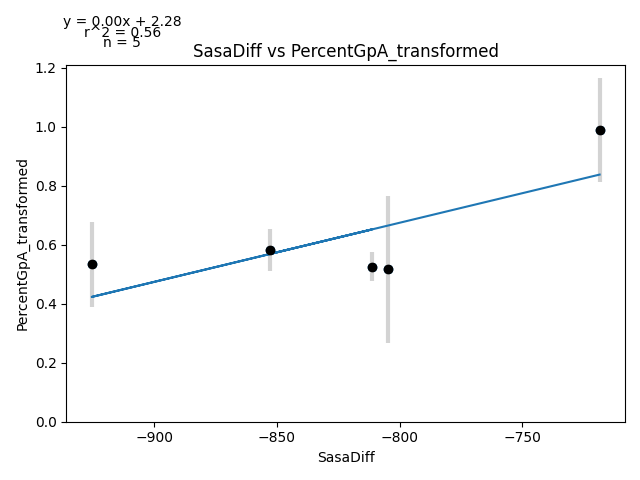 y = 0.00x + 2.28
r^2 = 0.56
n = 5
SasaDiff vs PercentGpA_transformed
1.2
1.0
0.8
0.6
0.4
0.2
0.0
PercentGpA_transformed
−900
−850
−800
−750
SasaDiff